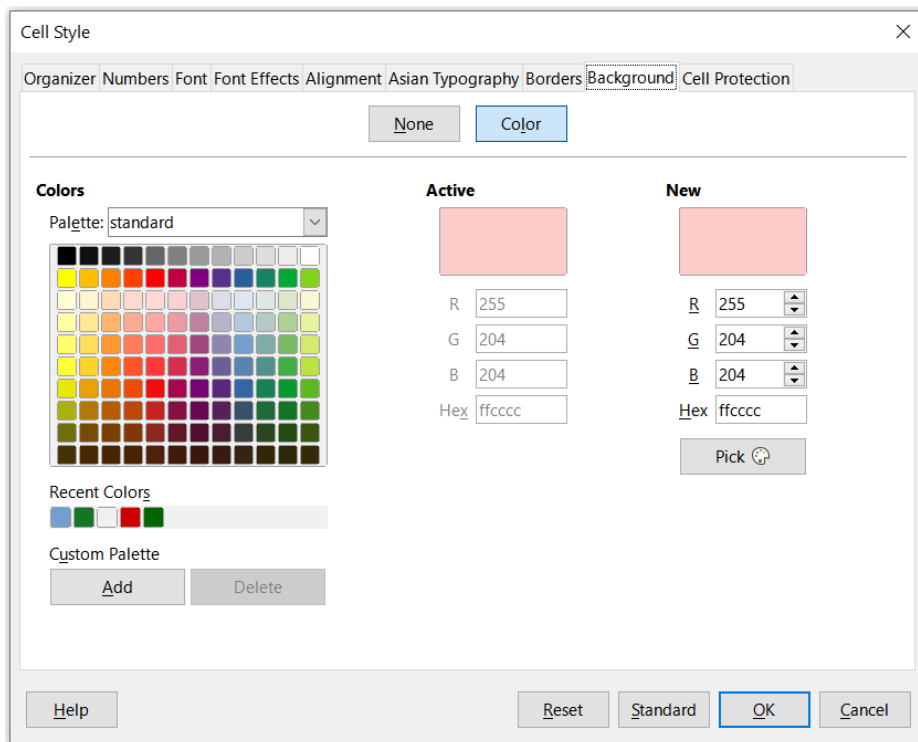 Cell Style
Organizer Numbers Font Font Effects Alignment Asian Typography Borders Background Cell Protection
None Color
Colors Active New
Palette: standard
R 255 R 255
G 204 G 204
B 204 B 204
Hex ffcccc Hex ffcccc
Pick
Recent Colors
Custom Palette
Add Delete
Help Reset Standard OK Cancel